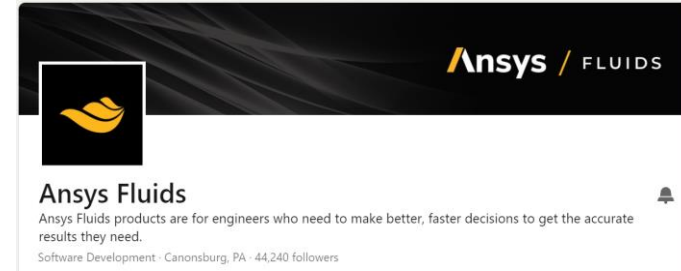 Ansys / FLUIDS
Ansys Fluids
Ansys Fluids products are for engineers who need to make better, faster decisions to get the accurate
results they need.
Software Development · Canonsburg, PA · 44,240 followers